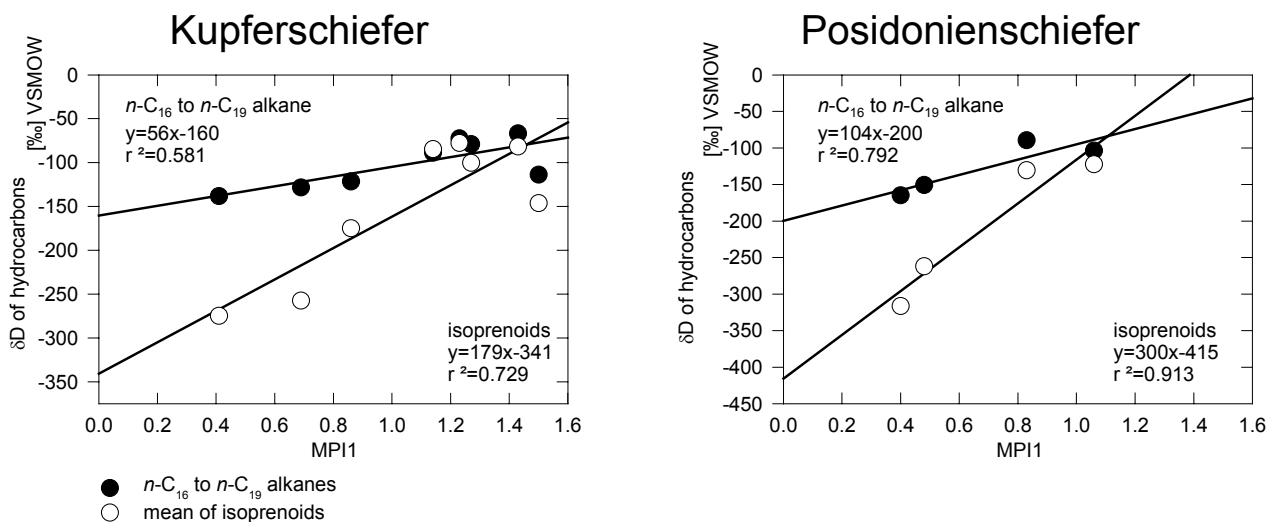 Kupferschiefer
δD of hydrocarbons
[‰] VSMOW
0
-50
-100
-150
-200
-250
-300
-350
n-C₁₆ to n-C₁₉ alkane
y=56x-160
r ²=0.581
isoprenoids
y=179x-341
r ²=0.729
0.0 0.2 0.4 0.6 0.8 1.0 1.2 1.4 1.6
MPI1
n-C₁₆ to n-C₁₉ alkanes
mean of isoprenoids
Posidonienschiefer
δD of hydrocarbons
[‰] VSMOW
0
-50
-100
-150
-200
-250
-300
-350
-400
-450
n-C₁₆ to n-C₁₉ alkane
y=104x-200
r ²=0.792
isoprenoids
y=300x-415
r ²=0.913
0.0 0.2 0.4 0.6 0.8 1.0 1.2 1.4 1.6
MPI1